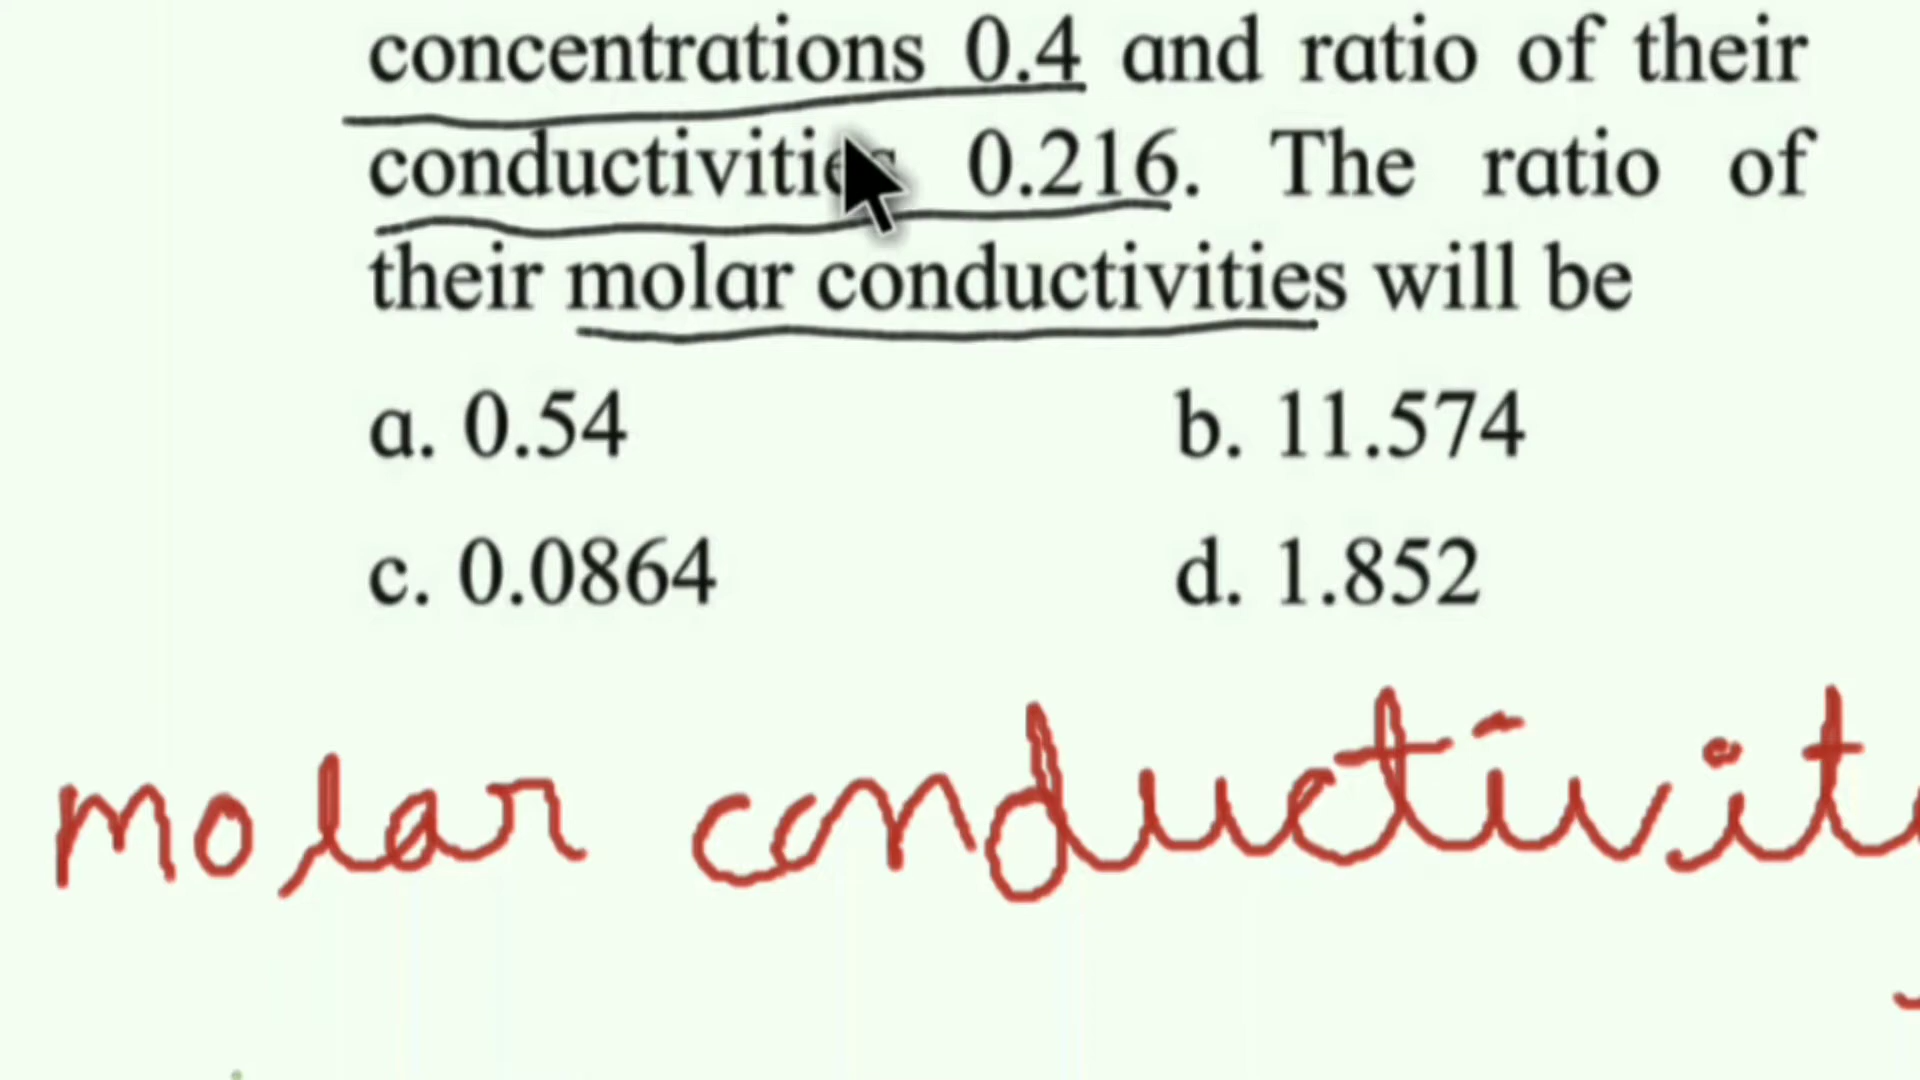 concentrations 0.4 and ratio of their
conductivities 0.216. The ratio of
their molar conductivities will be
a. 0.54 b. 11.574
c. 0.0864 d. 1.852
molar conductivit